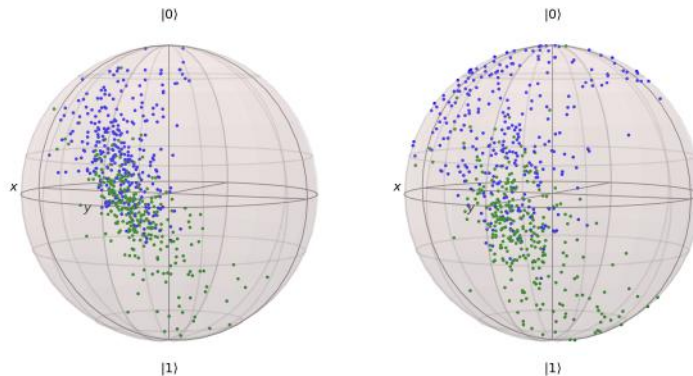 |0⟩ |0⟩
x x
y y
|1⟩ |1⟩